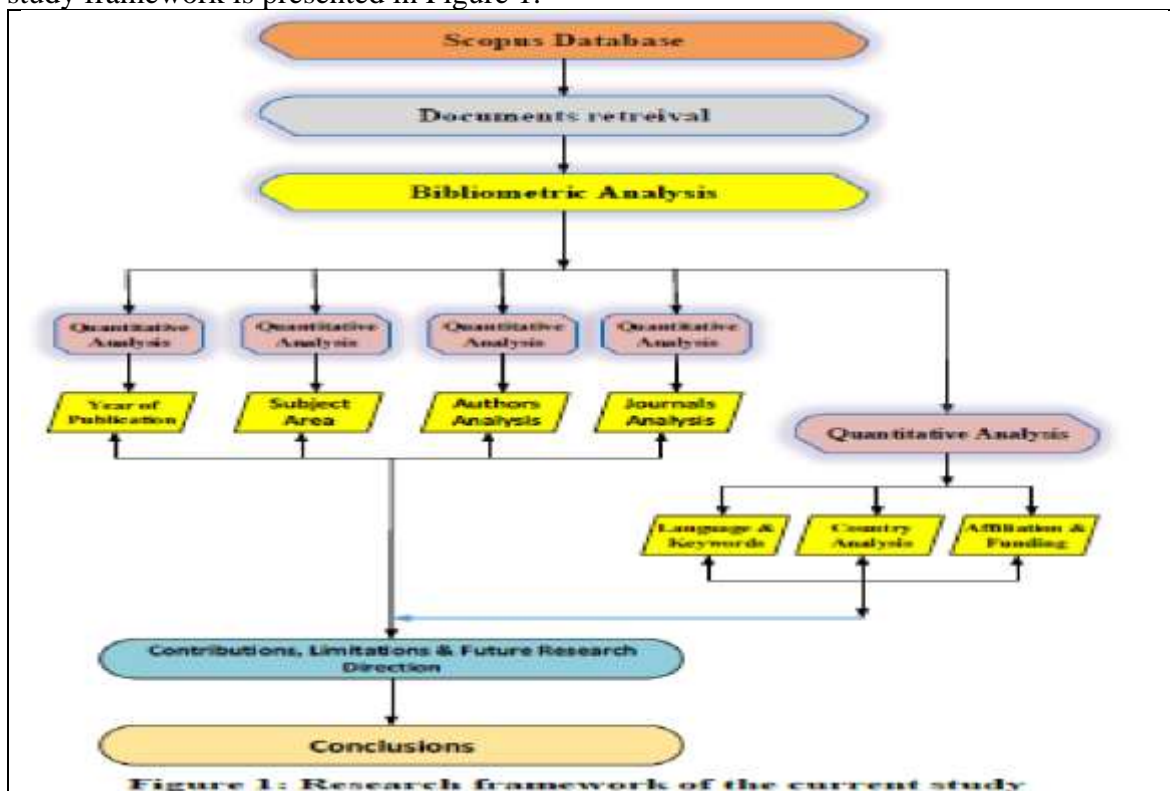 study framework is presented in Figure 1.
Scopus Database
Documents retreival
Bibliometric Analysis
Quantitative
Analysis
Quantitative
Analysis
Quantitative
Analysis
Quantitative
Analysis
Year of
Publication
Subject
Area
Authors
Analysis
Journals
Analysis
Quantitative Analysis
Language &
Keywords
Country
Analysis
Affiliation &
Funding
Contributions, Limitations & Future Research
Direction
Conclusions
Figure 1: Research framework of the current study